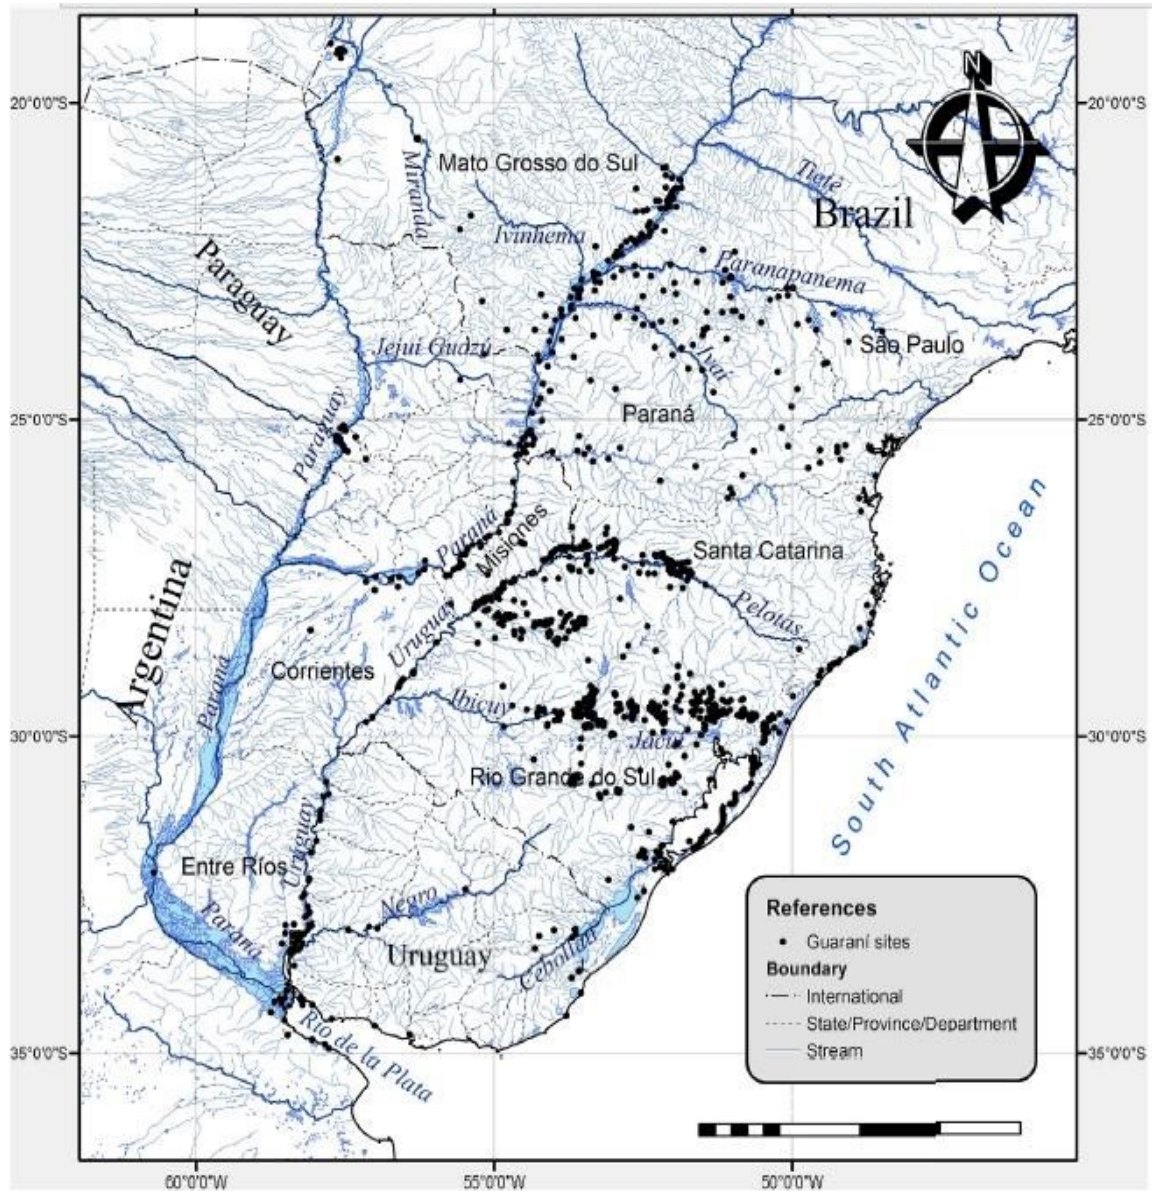 N
20°0'0"S
20°0'0"S
Mato Grosso do Sul
Miranda
Tietê
Brazil
Ivinhema
Paranapanema
Paraguay
São Paulo
Jejuí Guazú
Ivaí
Paraná
25°0'0"S
25°0'0"S
Paraguay
Paraná
Misiones
Santa Catarina
Pelotas
Argentina
Uruguay
Corrientes
Paraná
Ibicuy
South Atlantic Ocean
30°0'0"S
30°0'0"S
Jacuí
Rio Grande do Sul
Uruguay
Entre Ríos
Negro
Paraná
Uruguay
Cebollatí
Rio de la Plata
References
Guaraní sites
Boundary
International
State/Province/Department
Stream
35°0'0"S
35°0'0"S
60°0'0"W
55°0'0"W
50°0'0"W